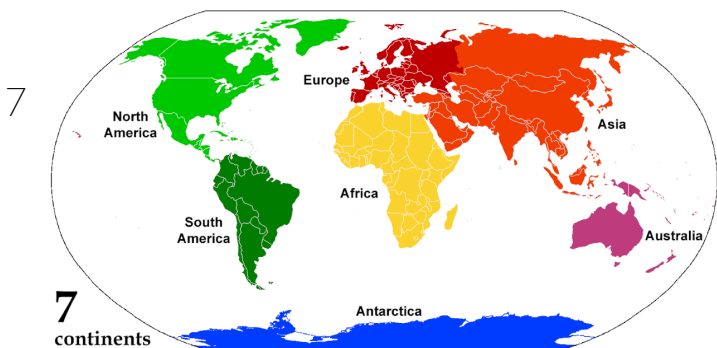 7
Europe
North
America
Asia
Africa
South
America
Australia
Antarctica
7
continents